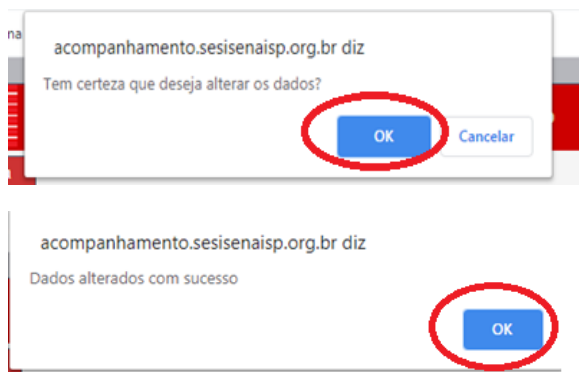 na
acompanhamento.sesisenaisp.org.br diz
Tem certeza que deseja alterar os dados?
OK Cancelar
acompanhamento.sesisenaisp.org.br diz
Dados alterados com sucesso
OK